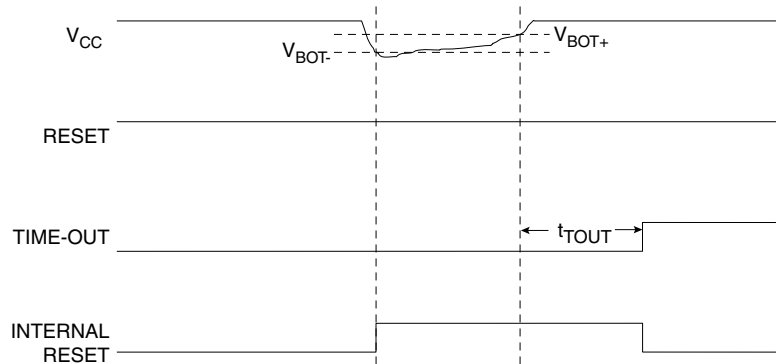 VCC
VBOT-
VBOT+
RESET
TIME-OUT
tTOUT
INTERNAL
RESET